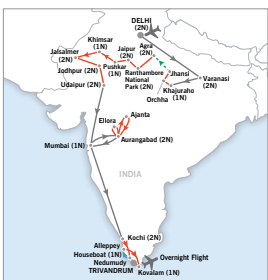 DELHI
(2N)
Khimsar
(1N)
Jaisalmer
(2N)
Jaipur
(2N)
Agra
(2N)
Jodhpur (2N)
Pushkar
(1N)
Ranthambore
National
Park (2N)
Jhansi
Varanasi
(2N)
Udaipur (2N)
Orchha
Khajuraho
(1N)
Ajanta
Ellora
Mumbai (1N)
Aurangabad (2N)
INDIA
Kochi (2N)
Alleppey
Houseboat (1N)
Overnight Flight
Nedumudy
TRIVANDRUM
Kovalam (1N)